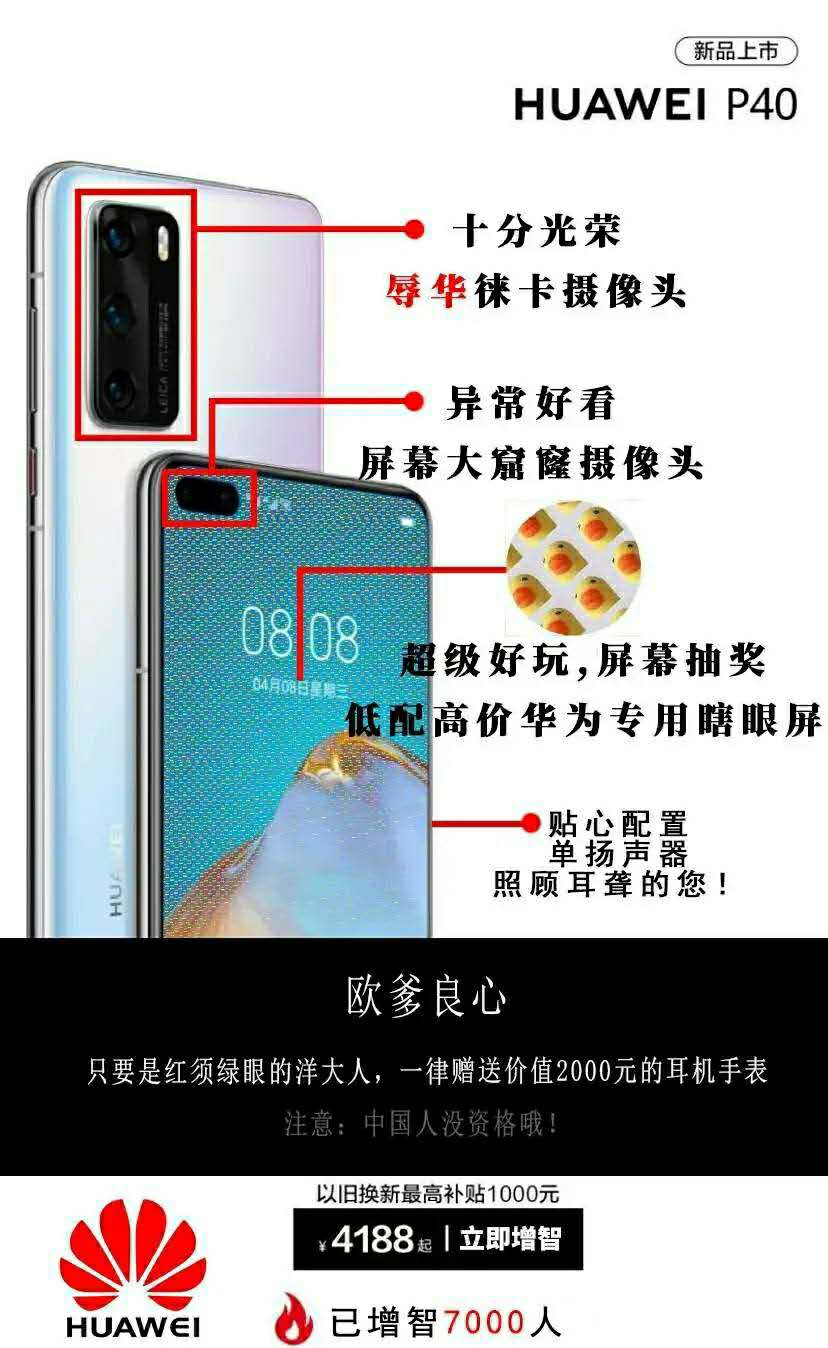 新品上市
HUAWEI P40
十分光荣
辱华徕卡摄像头
LEICA
异常好看
屏幕大窟窿摄像头
08:08
04月08日星期三
超级好玩,屏幕抽奖
低配高价华为专用瞎眼屏
贴心配置
单扬声器
照顾耳聋的您!
HUAWEI
欧爹良心
只要是红须绿眼的洋大人，一律赠送价值2000元的耳机手表
注意：中国人没资格哦!
以旧换新最高补贴1000元
¥4188起 | 立即增智
HUAWEI
已增智7000人